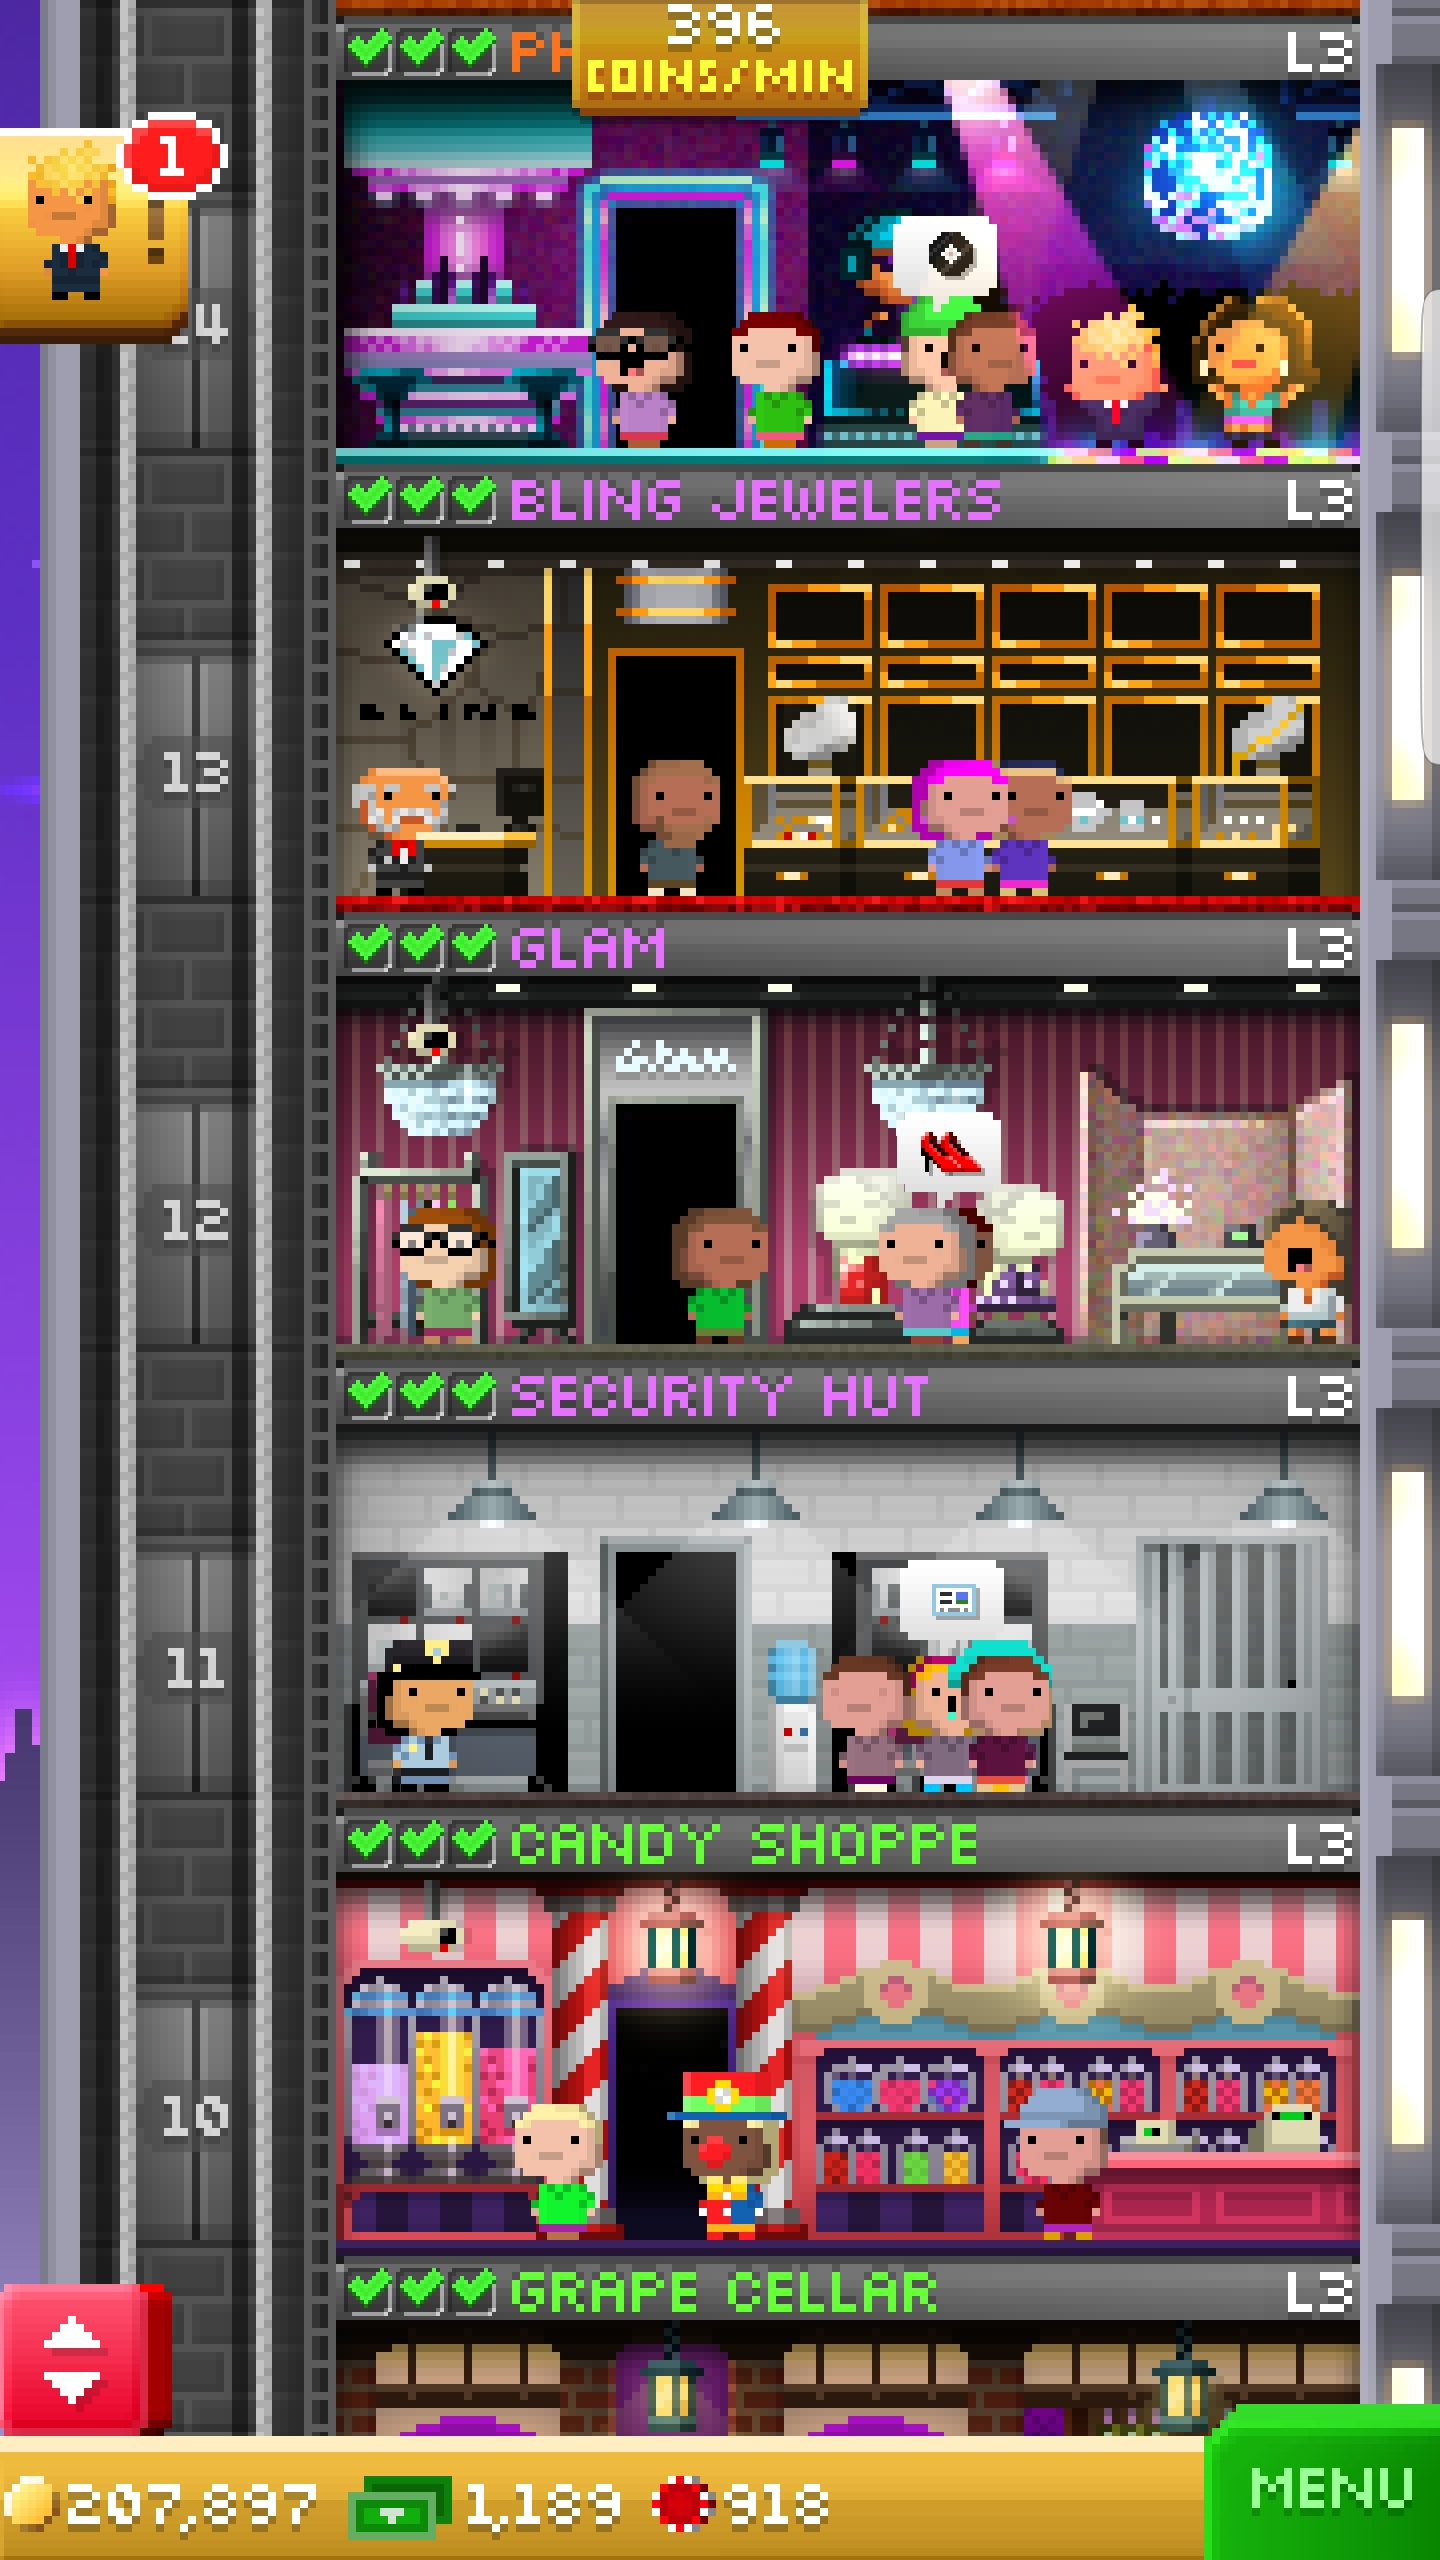 396
COINS/MIN
PH
L3
1
!
14
BLING JEWELERS
L3
BLING
13
GLAM
L3
Glam
12
SECURITY HUT
L3
11
CANDY SHOPPE
L3
10
GRAPE CELLAR
L3
207,897
1,189
918
MENU